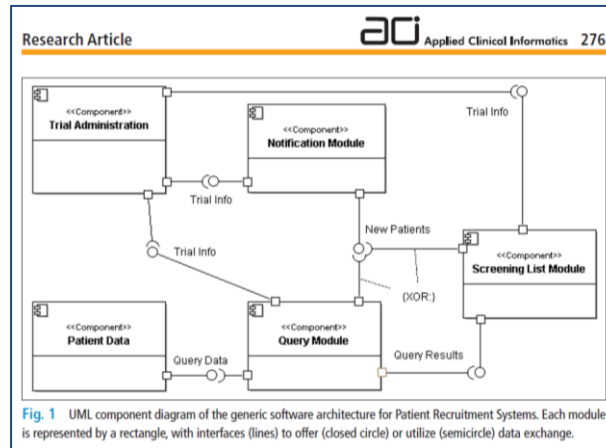 Research Article
aci Applied Clinical Informatics 276
<<Component>>
Trial Administration
<<Component>>
Notification Module
Trial Info
Trial Info
New Patients
Trial Info
<<Component>>
Screening List Module
{XOR:}
<<Component>>
Patient Data
<<Component>>
Query Module
Query Data
Query Results
Fig. 1 UML component diagram of the generic software architecture for Patient Recruitment Systems. Each module
is represented by a rectangle, with interfaces (lines) to offer (closed circle) or utilize (semicircle) data exchange.